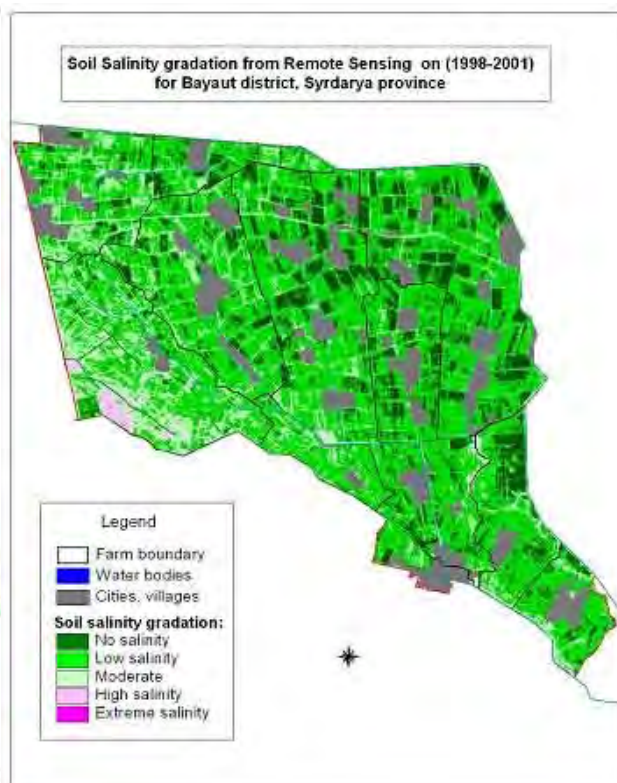 Soil Salinity gradation from Remote Sensing on (1998-2001)
for Bayaut district, Syrdarya province
Legend
Farm boundary
Water bodies
Cities, villages
Soil salinity gradation:
No salinity
Low salinity
Moderate
High salinity
Extreme salinity